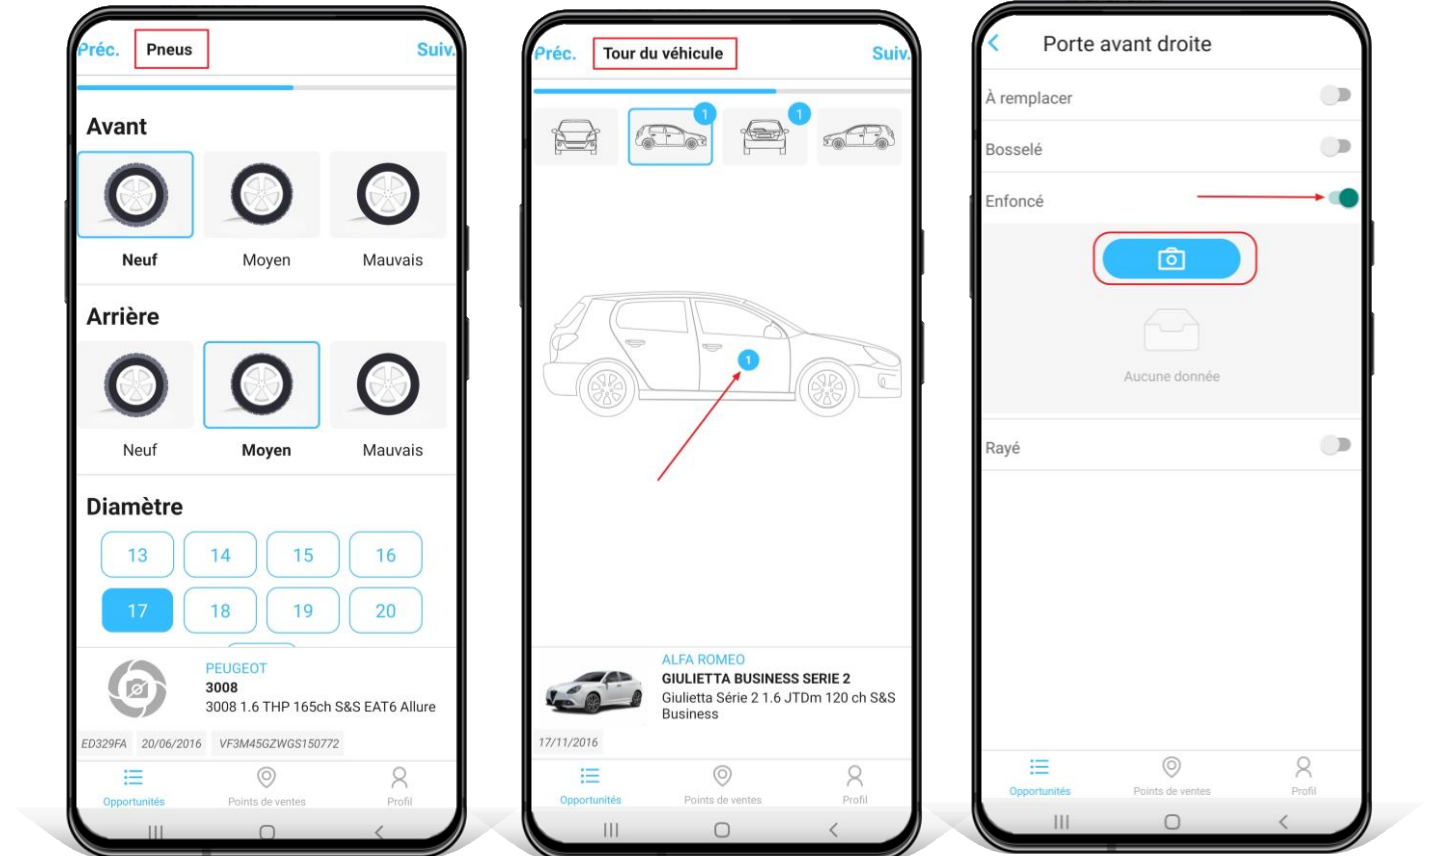 Préc.
Pneus
Suiv.
Avant
Neuf
Moyen
Mauvais
Arrière
Neuf
Moyen
Mauvais
Diamètre
13
14
15
16
17
18
19
20
PEUGEOT
3008
3008 1.6 THP 165ch S&S EAT6 Allure
ED329FA
20/06/2016
VF3M45GZWGS150772
Opportunités
Points de ventes
Profil
Préc.
Tour du véhicule
Suiv.
1
1
1
ALFA ROMEO
GIULIETTA BUSINESS SERIE 2
Giulietta Série 2 1.6 JTDm 120 ch S&S
Business
17/11/2016
Opportunités
Points de ventes
Profil
Porte avant droite
À remplacer
Bosselé
Enfoncé
Aucune donnée
Rayé
Opportunités
Points de ventes
Profil